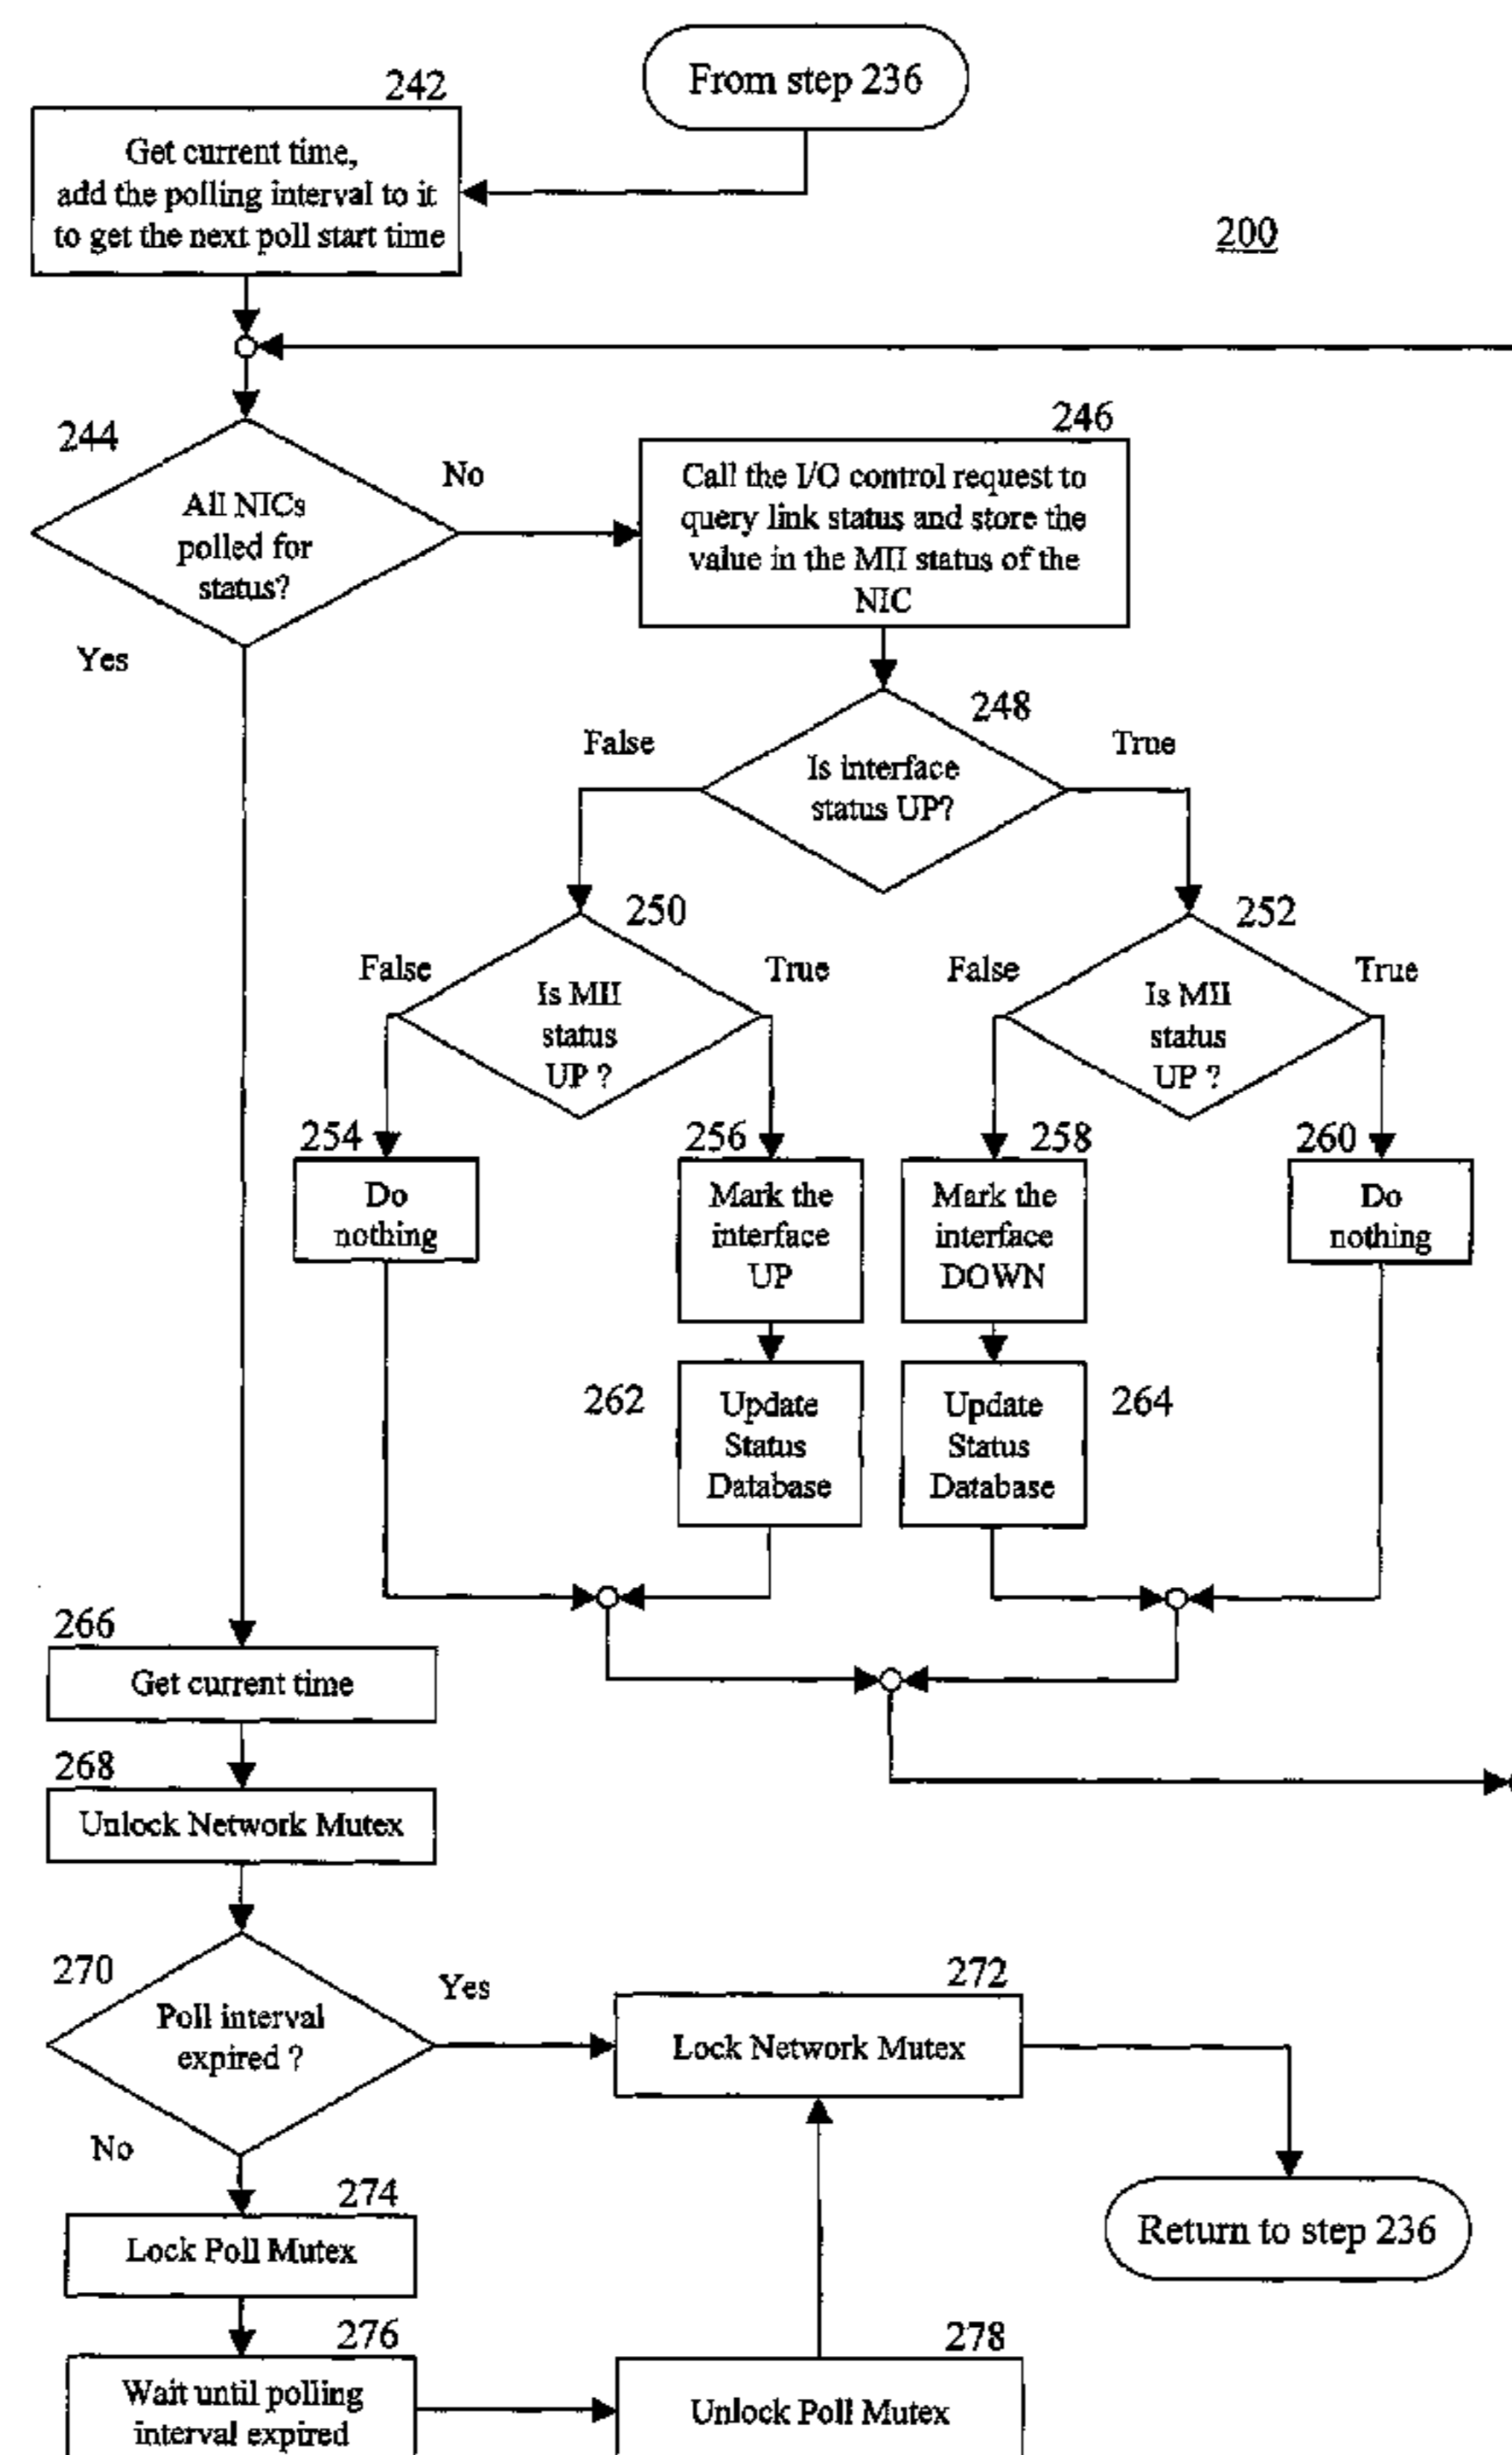 From step 236
242
Get current time,
add the polling interval to it
to get the next poll start time
200
244
All NICs
polled for
status?
No
Yes
246
Call the I/O control request to
query link status and store the
value in the MII status of the
NIC
248
False
True
Is interface
status UP?
250
False
True
Is MII
status
UP ?
252
False
True
Is MII
status
UP ?
254
Do
nothing
256
Mark the
interface
UP
258
Mark the
interface
DOWN
260
Do
nothing
262
Update
Status
Database
Update
Status
Database
264
266
Get current time
268
Unlock Network Mutex
270
Poll interval
expired ?
Yes
No
272
Lock Network Mutex
274
Lock Poll Mutex
Return to step 236
276
Wait until polling
interval expired
278
Unlock Poll Mutex